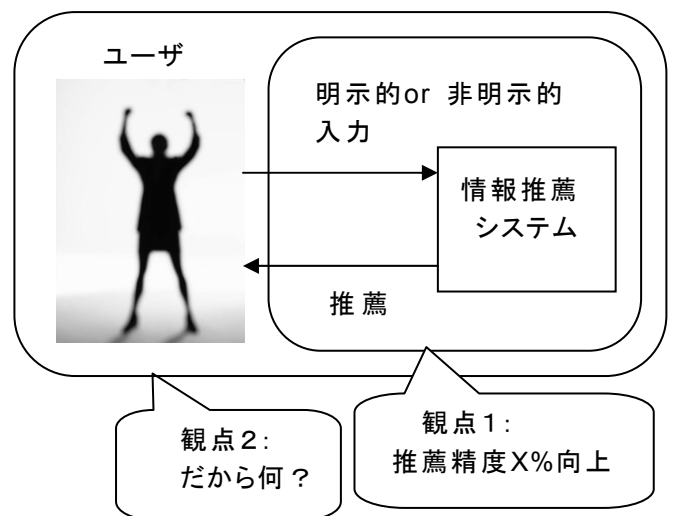 ユーザ
明示的or 非明示的
入力
情報推薦
システム
推薦
観点1:
推薦精度X%向上
観点2:
だから何？